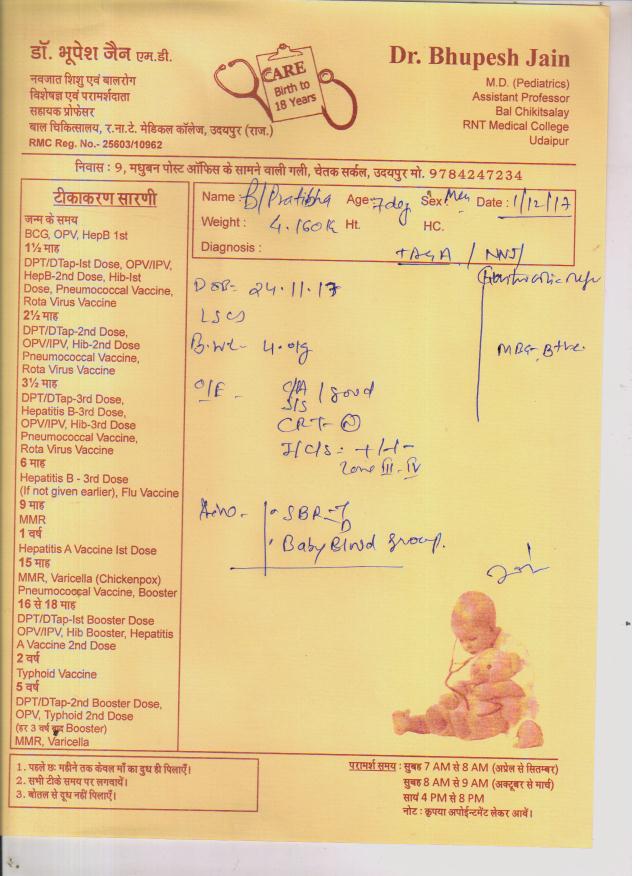 डॉ. भूपेश जैन एम.डी.
नवजात शिशु एवं बालरोग
विशेषज्ञ एवं परामर्शदाता
सहायक प्रोफेसर
बाल चिकित्सालय, र.ना.टे. मेडिकल कॉलेज, उदयपुर (राज.)
RMC Reg. No.- 25603/10962
CARE
Birth to
18 Years
Dr. Bhupesh Jain
M.D. (Pediatrics)
Assistant Professor
Bal Chikitsalay
RNT Medical College
Udaipur
निवास : 9, मधुबन पोस्ट ऑफिस के सामने वाली गली, चेतक सर्कल, उदयपुर मो. 9784247234
टीकाकरण सारणी
जन्म के समय
BCG, OPV, HepB 1st
1½ माह
DPT/DTap-Ist Dose, OPV/IPV,
HepB-2nd Dose, Hib-Ist
Dose, Pneumococcal Vaccine,
Rota Virus Vaccine
2½ माह
DPT/DTap-2nd Dose,
OPV/IPV, Hib-2nd Dose
Pneumococcal Vaccine,
Rota Virus Vaccine
3½ माह
DPT/DTap-3rd Dose,
Hepatitis B-3rd Dose,
OPV/IPV, Hib-3rd Dose
Pneumococcal Vaccine,
Rota Virus Vaccine
6 माह
Hepatitis B - 3rd Dose
(If not given earlier), Flu Vaccine
9 माह
MMR
1 वर्ष
Hepatitis A Vaccine Ist Dose
15 माह
MMR, Varicella (Chickenpox)
Pneumococcal Vaccine, Booster
16 से 18 माह
DPT/DTap-Ist Booster Dose
OPV/IPV, Hib Booster, Hepatitis
A Vaccine 2nd Dose
2 वर्ष
Typhoid Vaccine
5 वर्ष
DPT/DTap-2nd Booster Dose,
OPV, Typhoid 2nd Dose
(हर 3 वर्ष बाद Booster)
MMR, Varicella
Name : B/Pratibha Age- 7 Sex Date : 1/12/17
Weight : 4.160 K Ht. HC.
Diagnosis :
TAGA / NNJ
DOB- 24.11.17
LSCS
MBG- B+ve
B.wt- 4.0
O/E - C/A / Good
CRT- N
Zone III-IV
• SBR - T
D
• Baby Blood Group.
1. पहले छः महीने तक केवल माँ का दुध ही पिलाएँ।
2. सभी टीके समय पर लगवायें।
3. बोतल से दूध नहीं पिलाएँ।
परामर्श समय : सुबह 7 AM से 8 AM (अप्रेल से सितम्बर)
सुबह 8 AM से 9 AM (अक्टूबर से मार्च)
सायं 4 PM से 8 PM
नोट : कृपया अपोईन्टमेंट लेकर आवें।